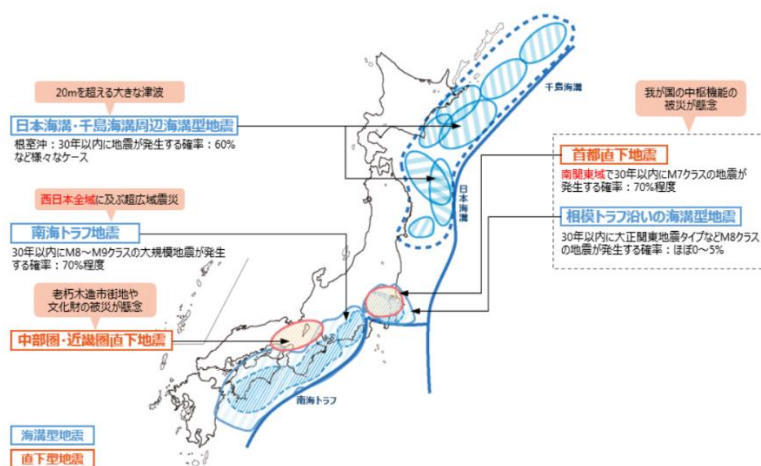 20mを超える大きな津波
日本海溝・千島海溝周辺海溝型地震
根室沖：30年以内に地震が発生する確率：60%
など様々なケース
西日本全域に及ぶ超広域震災
南海トラフ地震
30年以内にM8～M9クラスの大規模地震が発生
する確率：70%程度
老朽木造市街地や
文化財の被災が懸念
中部圏・近畿圏直下地震
海溝型地震
直下型地震
千島海溝
日本海溝
南海トラフ
我が国の中枢機能の
被災が懸念
首都直下地震
南関東域で30年以内にM7クラスの地震が
発生する確率：70%程度
相模トラフ沿いの海溝型地震
30年以内に大正関東地震タイプなどM8クラス
の地震が発生する確率：ほぼ0～5%